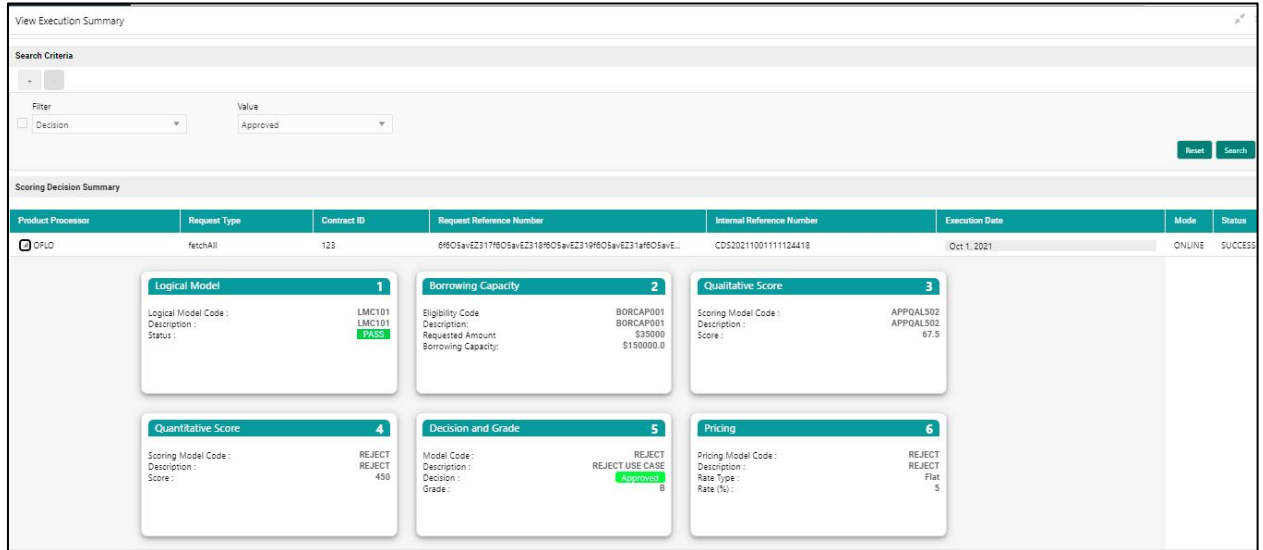 View Execution Summary
Search Criteria
+ -
Filter Value
Decision Approved
Reset Search
Scoring Decision Summary
Product Processor Request Type Contract ID Request Reference Number Internal Reference Number Execution Date Mode Status
OFLO fetchAll 123 6f6O5avEZ317f6O5avEZ318f6O5avEZ319f6O5avEZ31af6O5avE... CDS20211001111124418 Oct 1, 2021 ONLINE SUCCESS
Logical Model 1
Logical Model Code : LMC101
Description : LMC101
Status : PASS
Borrowing Capacity 2
Eligibility Code BORCAP001
Description: BORCAP001
Requested Amount $35000
Borrowing Capacity: $150000.0
Qualitative Score 3
Scoring Model Code : APPQAL502
Description : APPQAL502
Score : 67.5
Quantitative Score 4
Scoring Model Code : REJECT
Description : REJECT
Score : 450
Decision and Grade 5
Model Code : REJECT
Description : REJECT USE CASE
Decision : Approved
Grade : B
Pricing 6
Pricing Model Code : REJECT
Description : REJECT
Rate Type : Flat
Rate (%) : 5